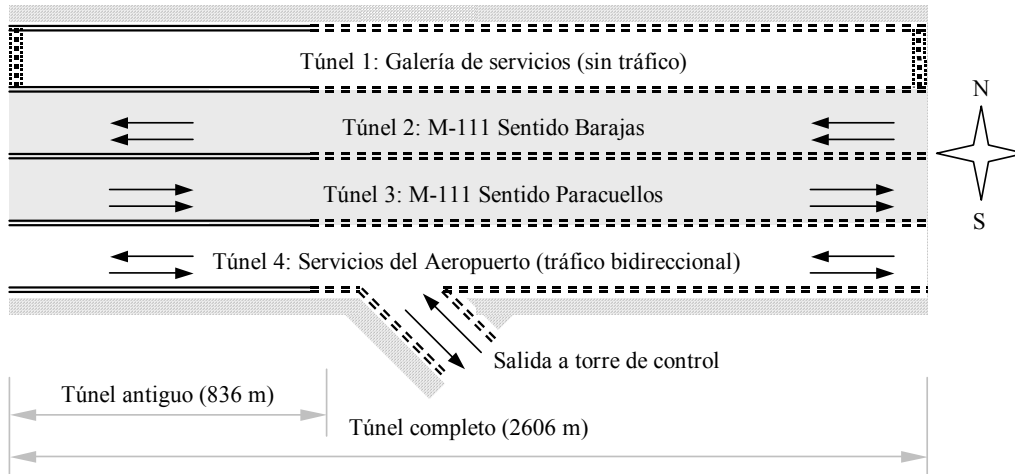 Túnel 1: Galería de servicios (sin tráfico)
N
Túnel 2: M-111 Sentido Barajas
Túnel 3: M-111 Sentido Paracuellos
S
Túnel 4: Servicios del Aeropuerto (tráfico bidireccional)
Salida a torre de control
Túnel antiguo (836 m)
Túnel completo (2606 m)